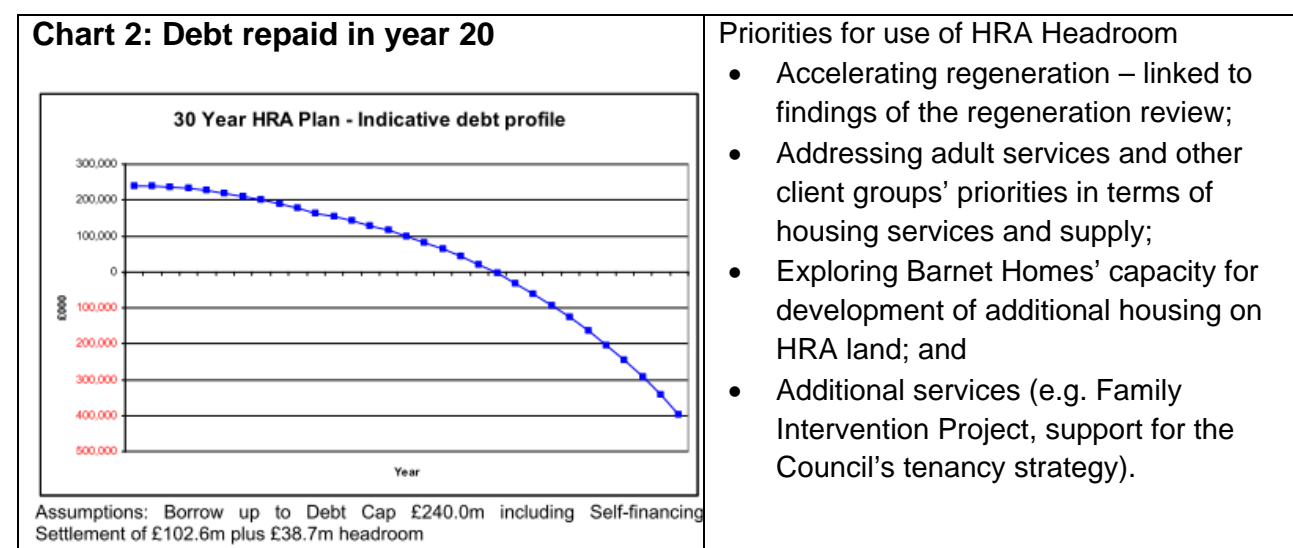 Chart 2: Debt repaid in year 20
30 Year HRA Plan - Indicative debt profile
300,000
200,000
100,000
0
100,000
200,000
300,000
400,000
500,000
£000
Year
Assumptions: Borrow up to Debt Cap £240.0m including Self-financing
Settlement of £102.6m plus £38.7m headroom
Priorities for use of HRA Headroom
• Accelerating regeneration – linked to
findings of the regeneration review;
• Addressing adult services and other
client groups’ priorities in terms of
housing services and supply;
• Exploring Barnet Homes’ capacity for
development of additional housing on
HRA land; and
• Additional services (e.g. Family
Intervention Project, support for the
Council’s tenancy strategy).